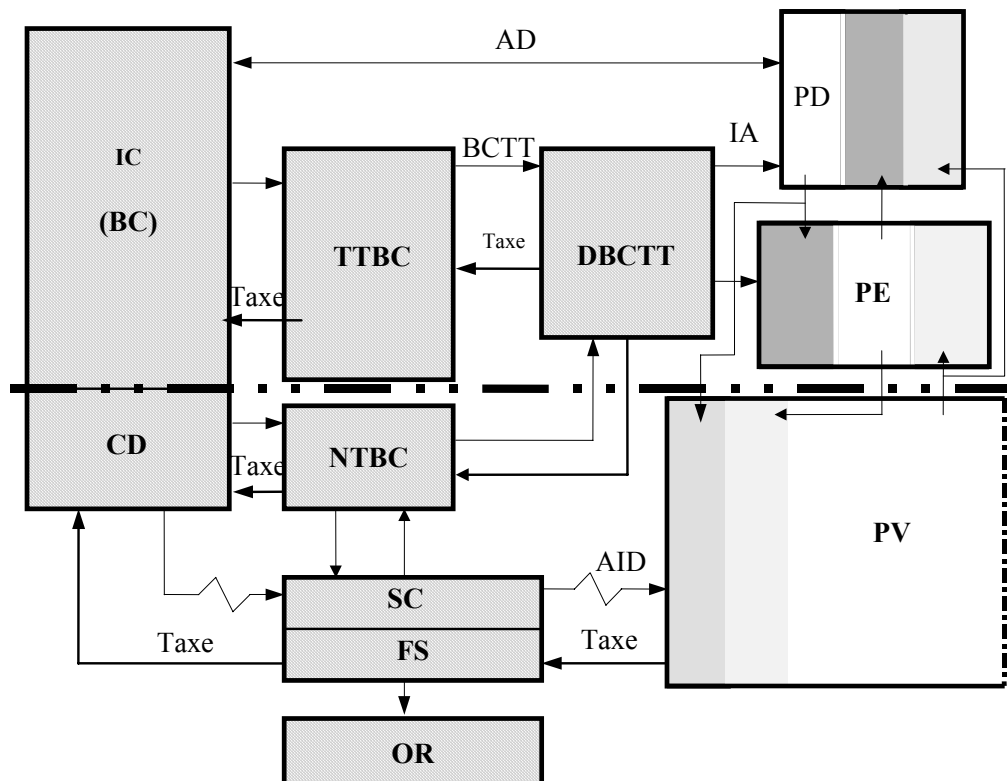 AD
PD
IC
(BC)
BCTT
IA
TTBC
Taxe
DBCTT
Taxe
PE
CD
NTBC
Taxe
PV
AID
SC
Taxe
FS
Taxe
OR